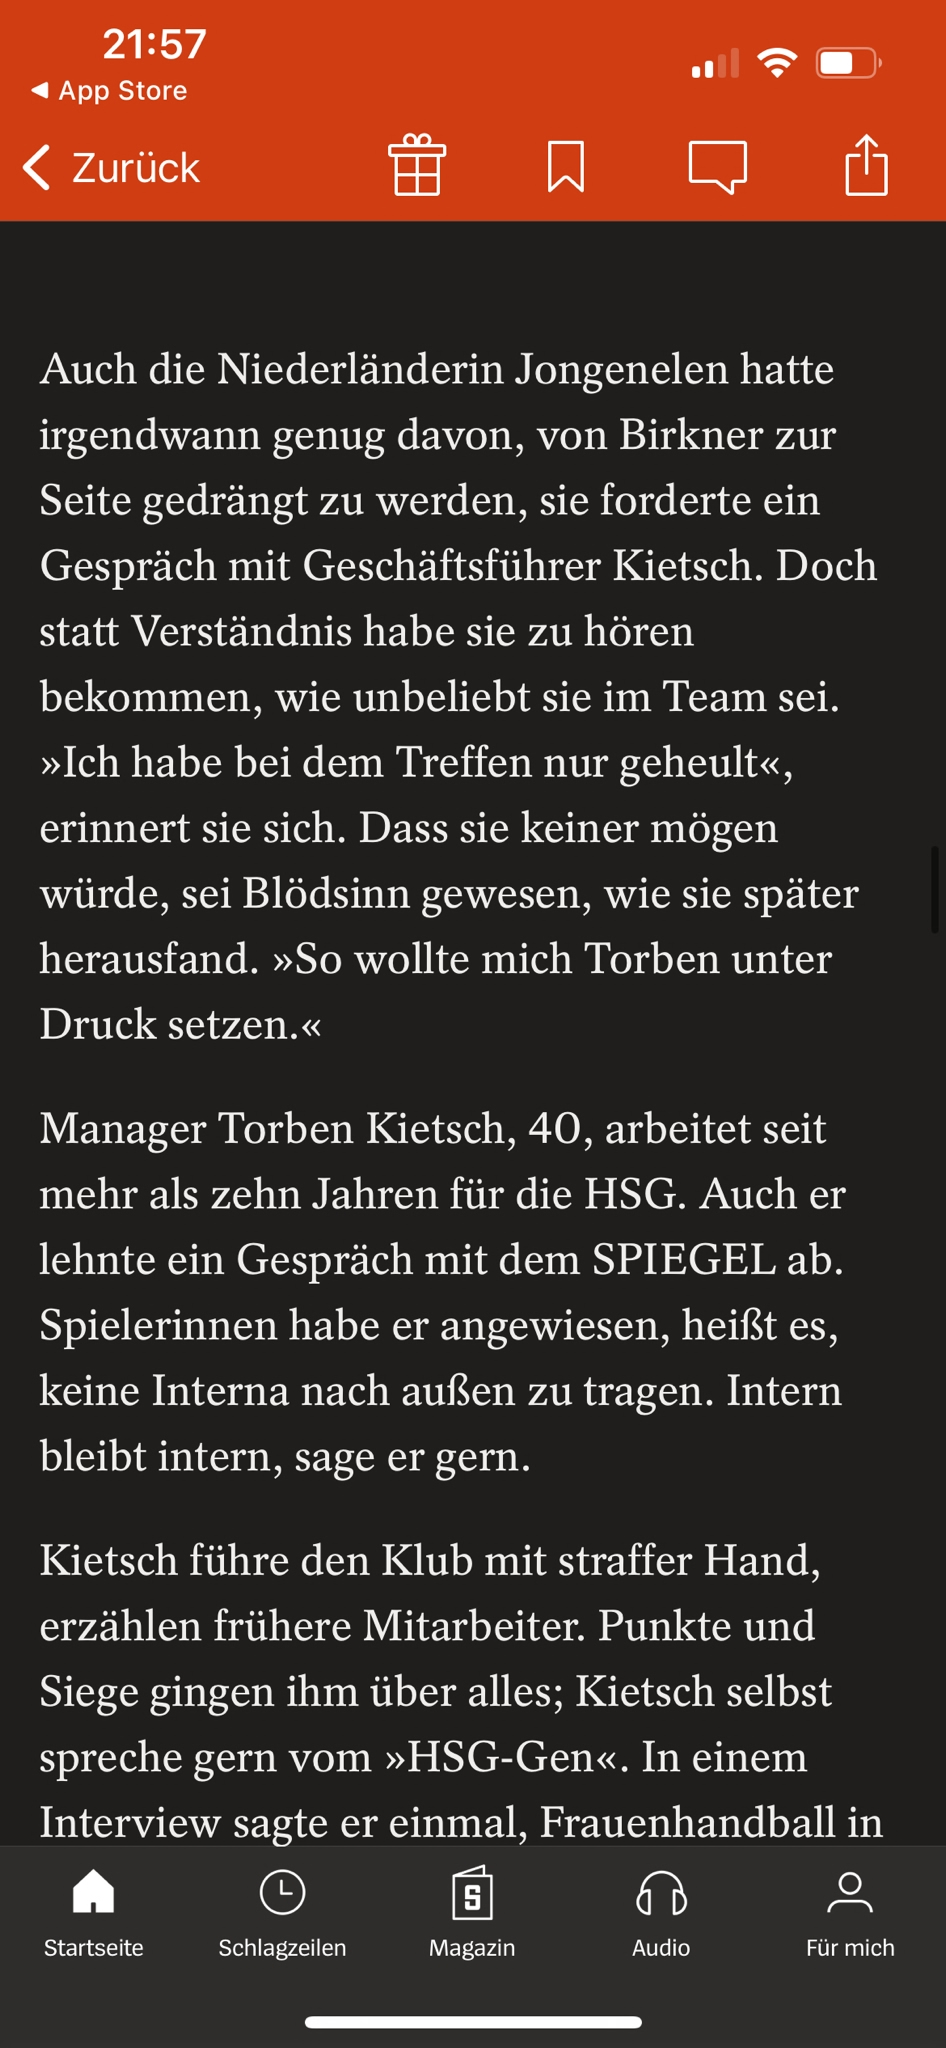 21:57
◀ App Store
Zurück
Auch die Niederländerin Jongenelen hatte
irgendwann genug davon, von Birkner zur
Seite gedrängt zu werden, sie forderte ein
Gespräch mit Geschäftsführer Kietsch. Doch
statt Verständnis habe sie zu hören
bekommen, wie unbeliebt sie im Team sei.
»Ich habe bei dem Treffen nur geheult«,
erinnert sie sich. Dass sie keiner mögen
würde, sei Blödsinn gewesen, wie sie später
herausfand. »So wollte mich Torben unter
Druck setzen.«
Manager Torben Kietsch, 40, arbeitet seit
mehr als zehn Jahren für die HSG. Auch er
lehnte ein Gespräch mit dem SPIEGEL ab.
Spielerinnen habe er angewiesen, heißt es,
keine Interna nach außen zu tragen. Intern
bleibt intern, sage er gern.
Kietsch führe den Klub mit straffer Hand,
erzählen frühere Mitarbeiter. Punkte und
Siege gingen ihm über alles; Kietsch selbst
spreche gern vom »HSG-Gen«. In einem
Interview sagte er einmal, Frauenhandball in
S
Startseite Schlagzeilen Magazin Audio Für mich